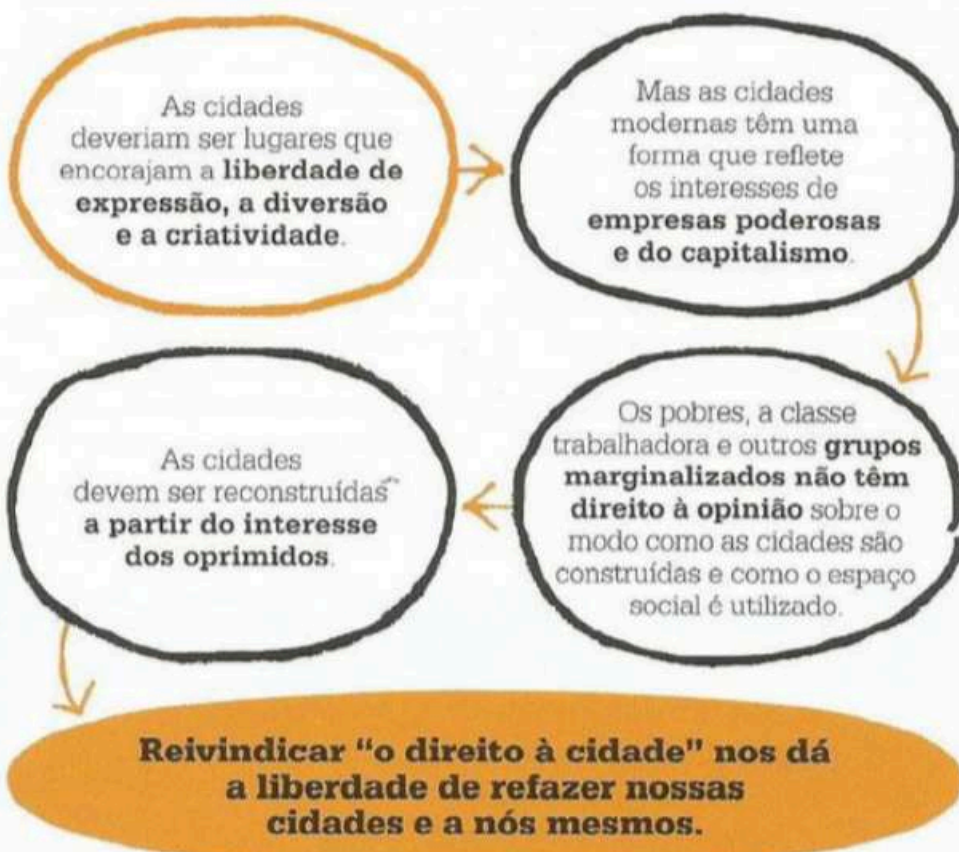 As cidades
deveriam ser lugares que
encorajam a liberdade de
expressão, a diversão
e a criatividade.
Mas as cidades
modernas têm uma
forma que reflete
os interesses de
empresas poderosas
e do capitalismo.
Os pobres, a classe
trabalhadora e outros grupos
marginalizados não têm
direito à opinião sobre o
modo como as cidades são
construídas e como o espaço
social é utilizado.
As cidades
devem ser reconstruídas
a partir do interesse
dos oprimidos.
Reivindicar “o direito à cidade” nos dá
a liberdade de refazer nossas
cidades e a nós mesmos.